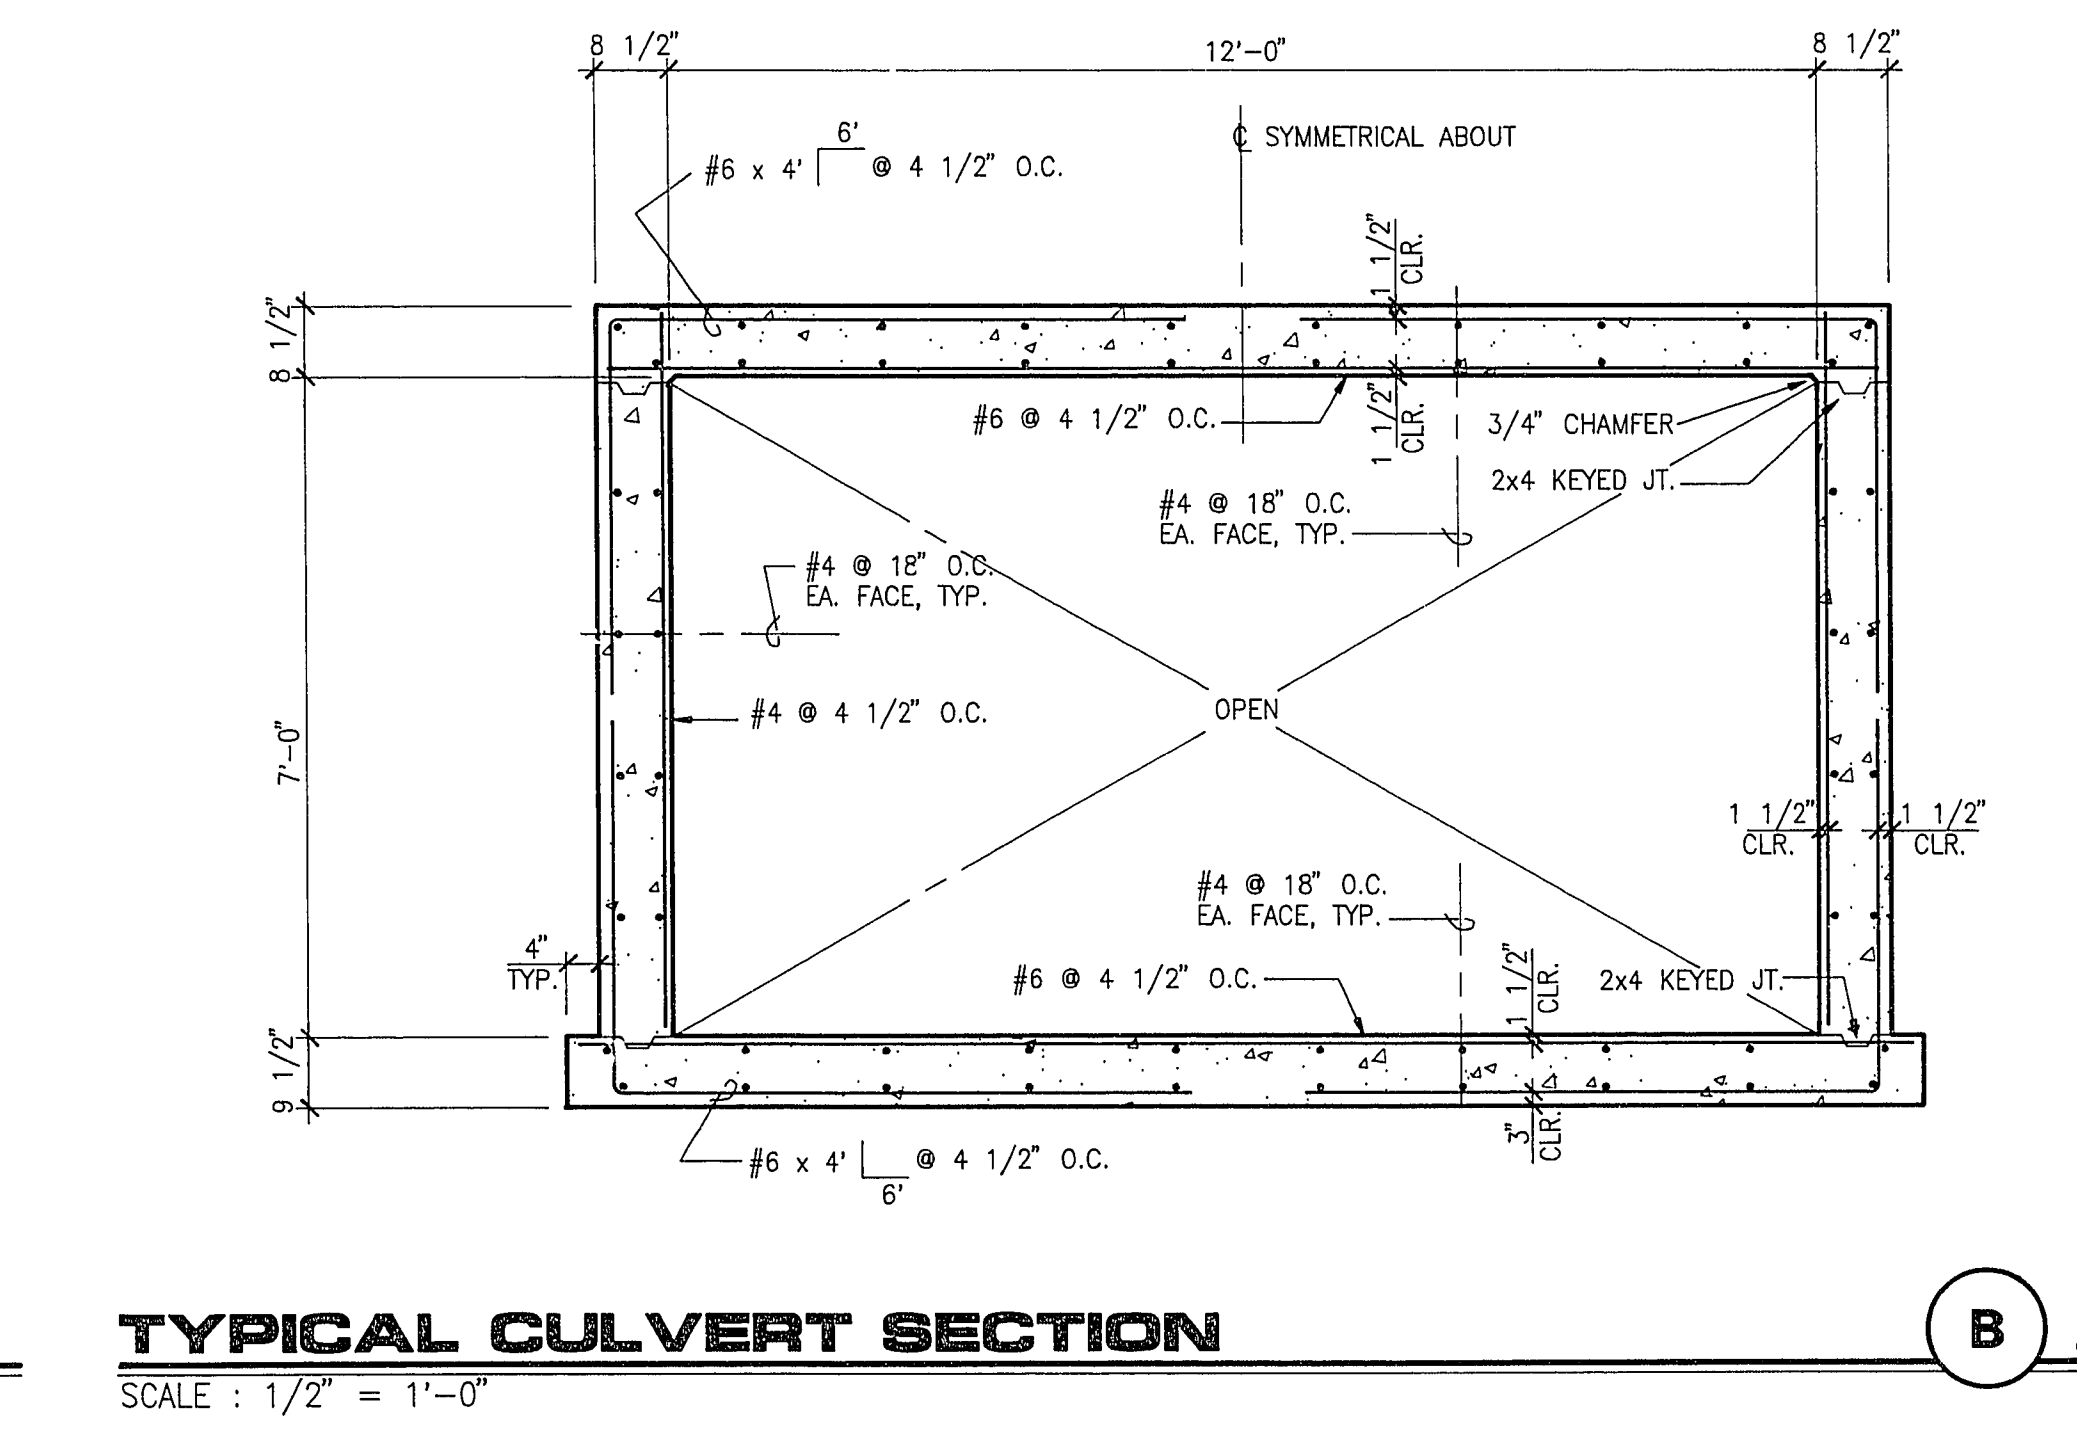 8 1/2"
12'-0"
8 1/2"
6'
#6 x 4' @ 4 1/2" O.C.
℄ SYMMETRICAL ABOUT
1 1/2"
CLR.
8 1/2"
#6 @ 4 1/2" O.C.
1 1/2"
CLR.
3/4" CHAMFER
2x4 KEYED JT.
#4 @ 18" O.C.
EA. FACE, TYP.
#4 @ 18" O.C.
EA. FACE, TYP.
#4 @ 4 1/2" O.C.
OPEN
7'-0"
1 1/2"
CLR.
1 1/2"
CLR.
#4 @ 18" O.C.
EA. FACE, TYP.
4"
TYP.
#6 @ 4 1/2" O.C.
1 1/2"
CLR.
2x4 KEYED JT.
9 1/2"
3"
CLR.
#6 x 4' @ 4 1/2" O.C.
6'
TYPICAL CULVERT SECTION
B
SCALE : 1/2" = 1'-0"